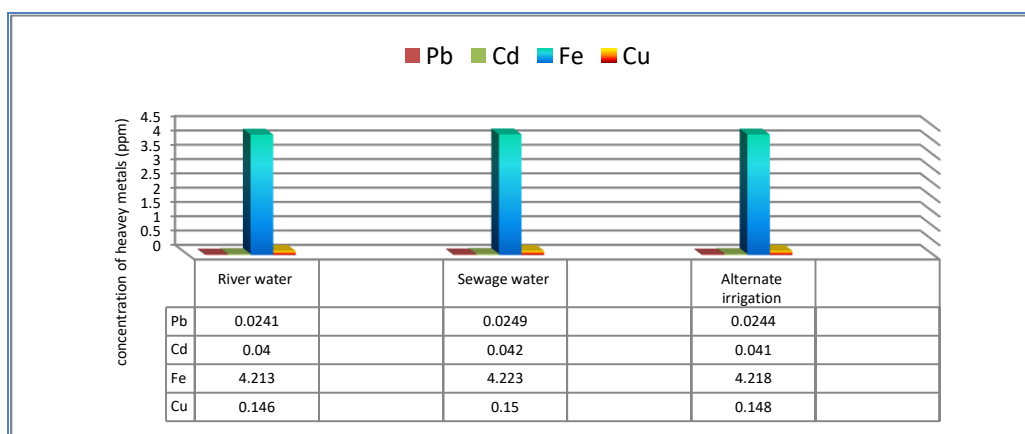 Pb Cd Fe Cu
concentration of heavey metals (ppm)
4.5
4
3.5
3
2.5
2
1.5
1
0.5
0
River water Sewage water Alternate
irrigation
Pb 0.0241 0.0249 0.0244
Cd 0.04 0.042 0.041
Fe 4.213 4.223 4.218
Cu 0.146 0.15 0.148